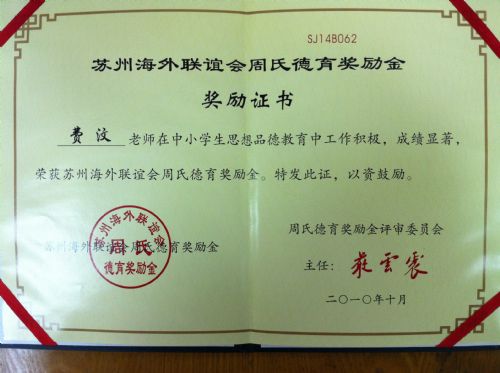 SJ14B062
苏州海外联谊会周氏德育奖励金
奖励证书
费汶 老师在中小学生思想品德教育中工作积极，成绩显著，
荣获苏州海外联谊会周氏德育奖励金。特发此证，以资鼓励。
周氏德育奖励金评审委员会
苏州海外联谊会周氏德育奖励金
苏州海外联谊会
周氏
德育奖励金
主任：
二〇一〇年十月